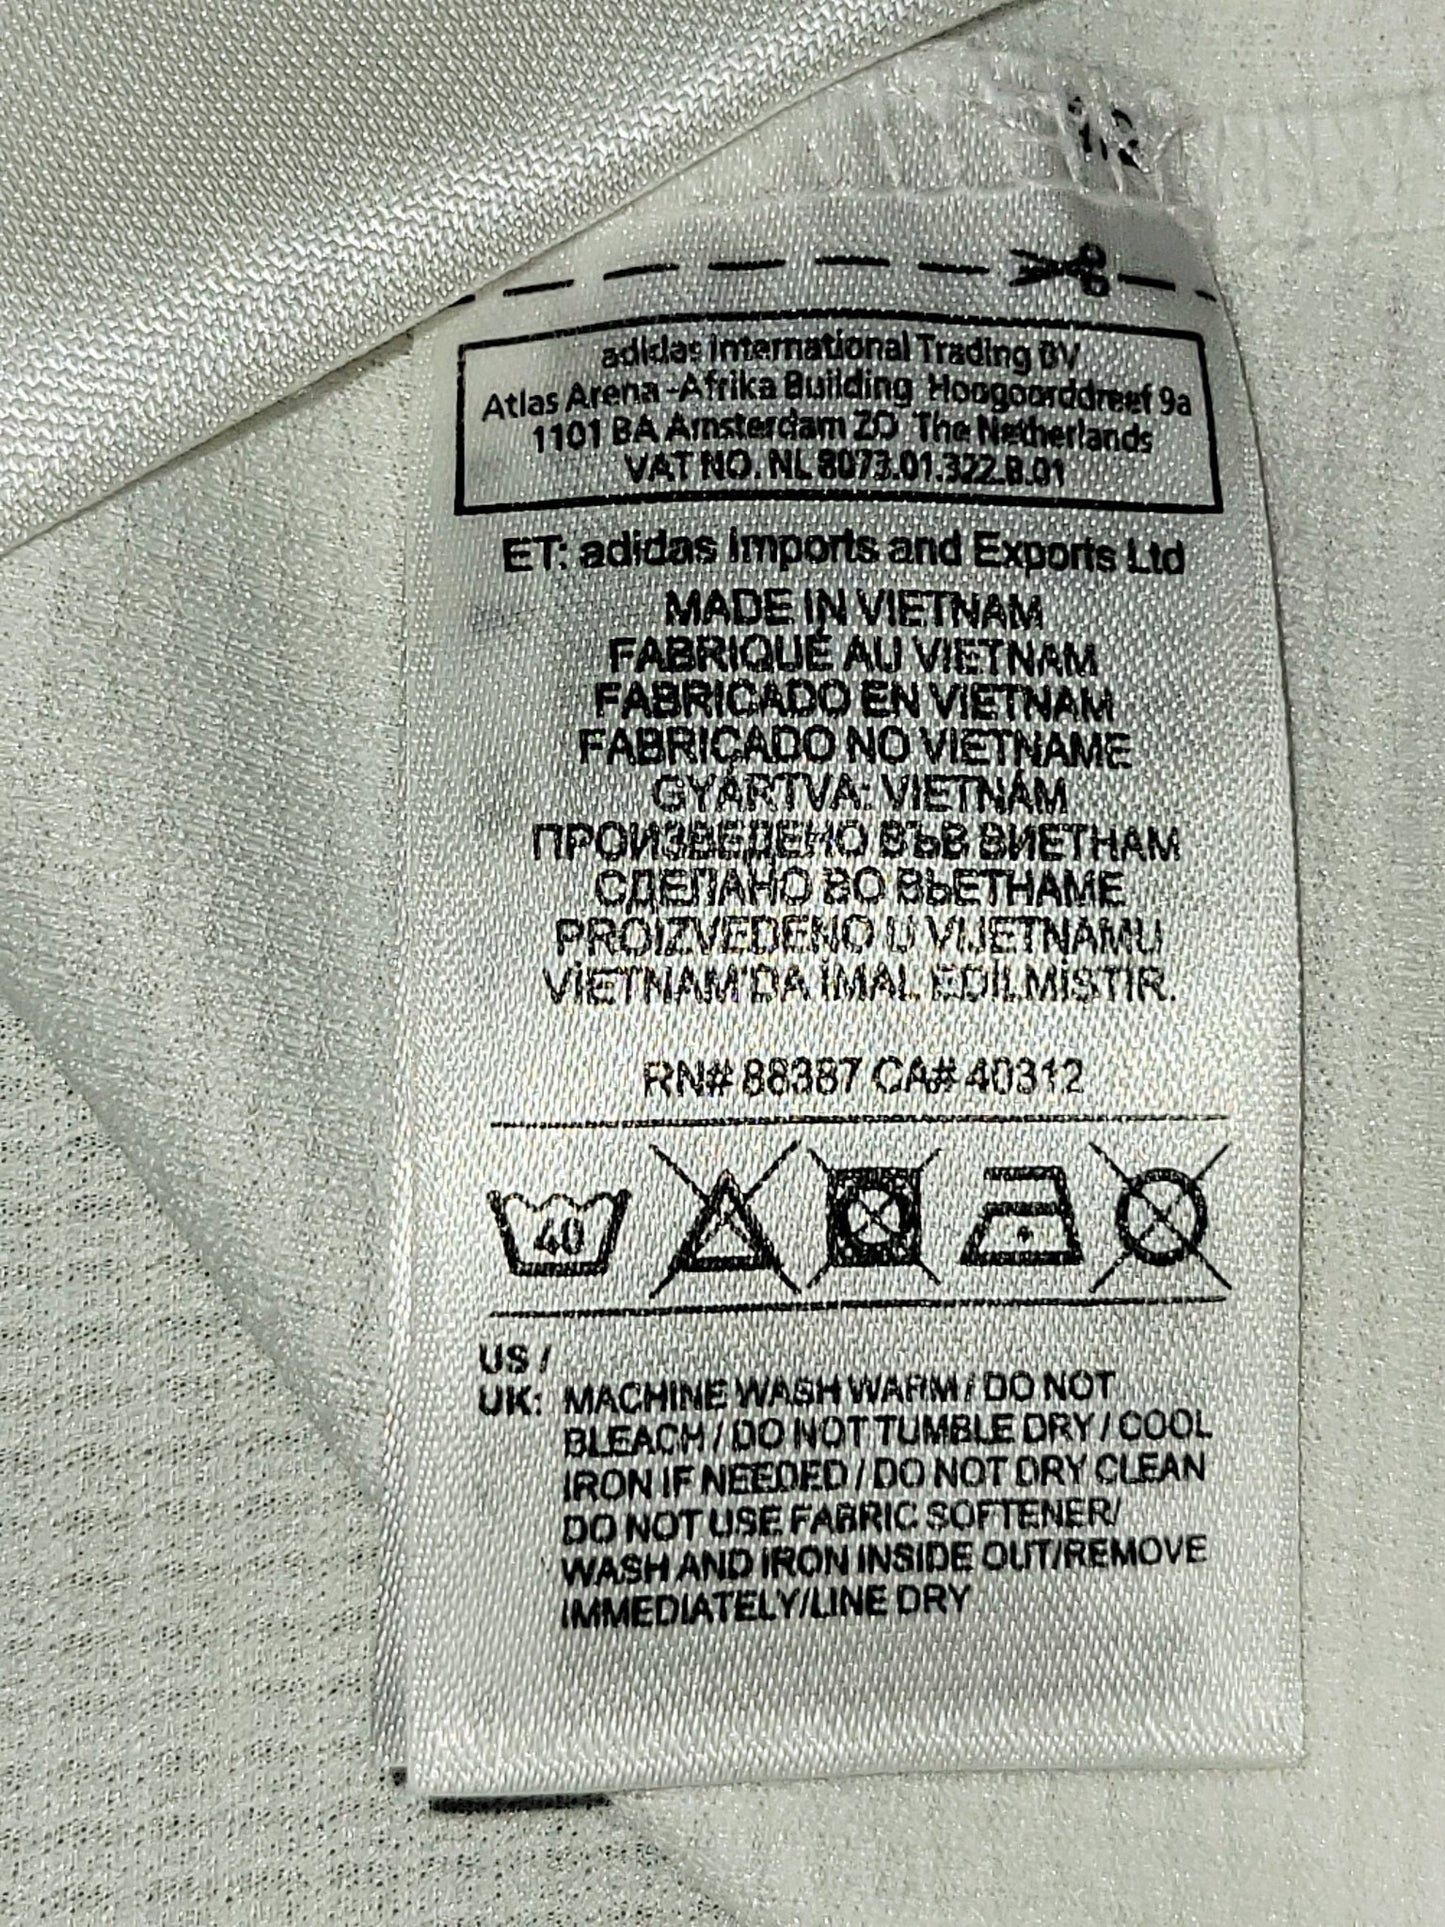 adidas International Trading BV
Atlas Arena -Afrika Building Hoogoorddreef 9a
1101 BA Amsterdam ZO The Netherlands
VAT NO. NL 8073.01.322.B.01
ET: adidas Imports and Exports Ltd
MADE IN VIETNAM
FABRIQUÉ AU VIETNAM
FABRICADO EN VIETNAM
FABRICADO NO VIETNAME
GYÁRTVA: VIETNÁM
ПРОИЗВЕДЕНО ВЪВ ВИЕТНАМ
СДЕЛАНО ВО ВЬЕТНАМЕ
PROIZVEDENO U VIJETNAMU
VİETNAM'DA İMAL EDİLMİSTİR.
RN# 88387 CA# 40312
40
US /
UK: MACHINE WASH WARM / DO NOT
BLEACH / DO NOT TUMBLE DRY / COOL
IRON IF NEEDED / DO NOT DRY CLEAN
DO NOT USE FABRIC SOFTENER/
WASH AND IRON INSIDE OUT/REMOVE
IMMEDIATELY/LINE DRY